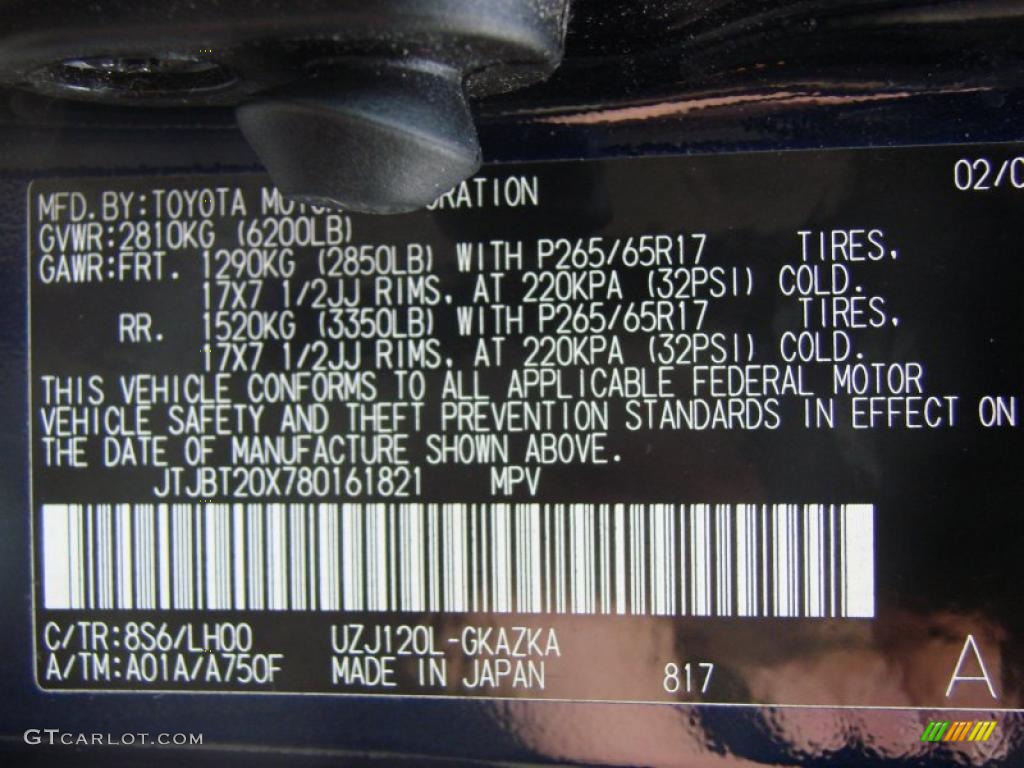 02/0
MFD.BY:TOYOTA
GVWR:2810KG (6200LB)
GAWR:FRT. 1290KG (2850LB) WITH P265/65R17 TIRES.
17X7 1/2JJ RIMS. AT 220KPA (32PSI) COLD.
RR. 1520KG (3350LB) WITH P265/65R17 TIRES.
17X7 1/2JJ RIMS. AT 220KPA (32PSI) COLD.
THIS VEHICLE CONFORMS TO ALL APPLICABLE FEDERAL MOTOR
VEHICLE SAFETY AND THEFT PREVENTION STANDARDS IN EFFECT ON
THE DATE OF MANUFACTURE SHOWN ABOVE.
JTJBT20X780161821 MPV
C/TR:8S6/LH00 UZJ120L-GKAZKA
A/TM:A01A/A750F MADE IN JAPAN 817 A
GTCARLOT.COM